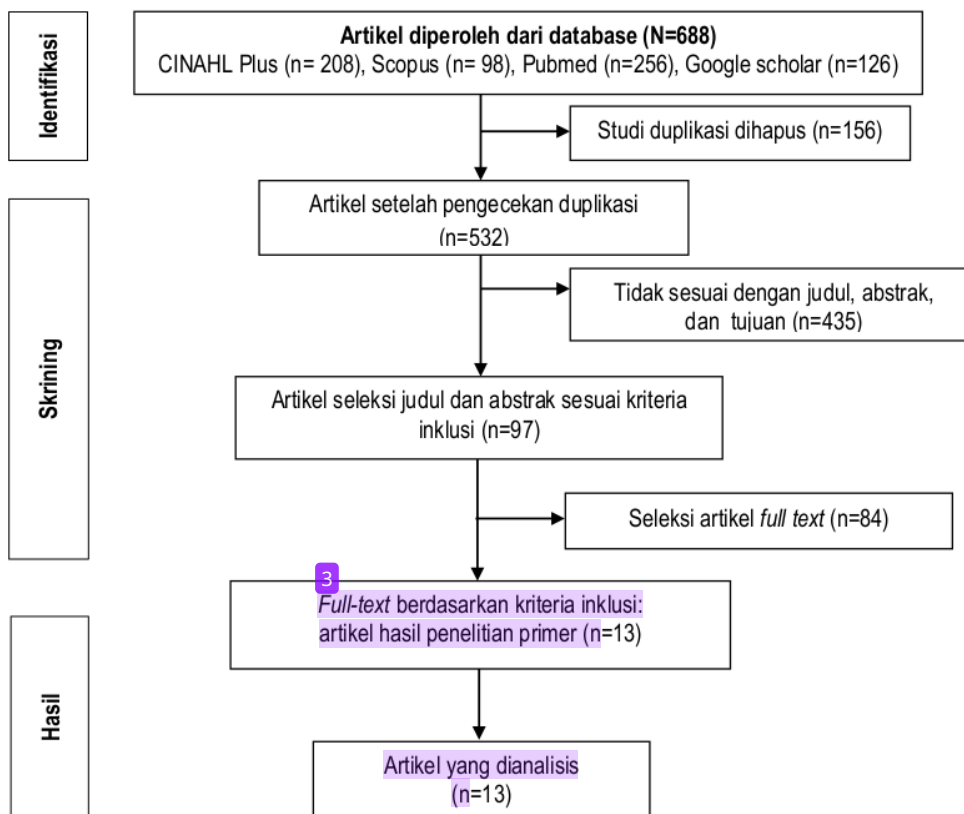 Identifikasi
Artikel diperoleh dari database (N=688)
CINAHL Plus (n= 208), Scopus (n= 98), Pubmed (n=256), Google scholar (n=126)
Studi duplikasi dihapus (n=156)
Skrining
Artikel setelah pengecekan duplikasi
(n=532)
Tidak sesuai dengan judul, abstrak,
dan tujuan (n=435)
Artikel seleksi judul dan abstrak sesuai kriteria
inklusi (n=97)
Seleksi artikel full text (n=84)
3
Full-text berdasarkan kriteria inklusi:
artikel hasil penelitian primer (n=13)
Hasil
Artikel yang dianalisis
(n=13)